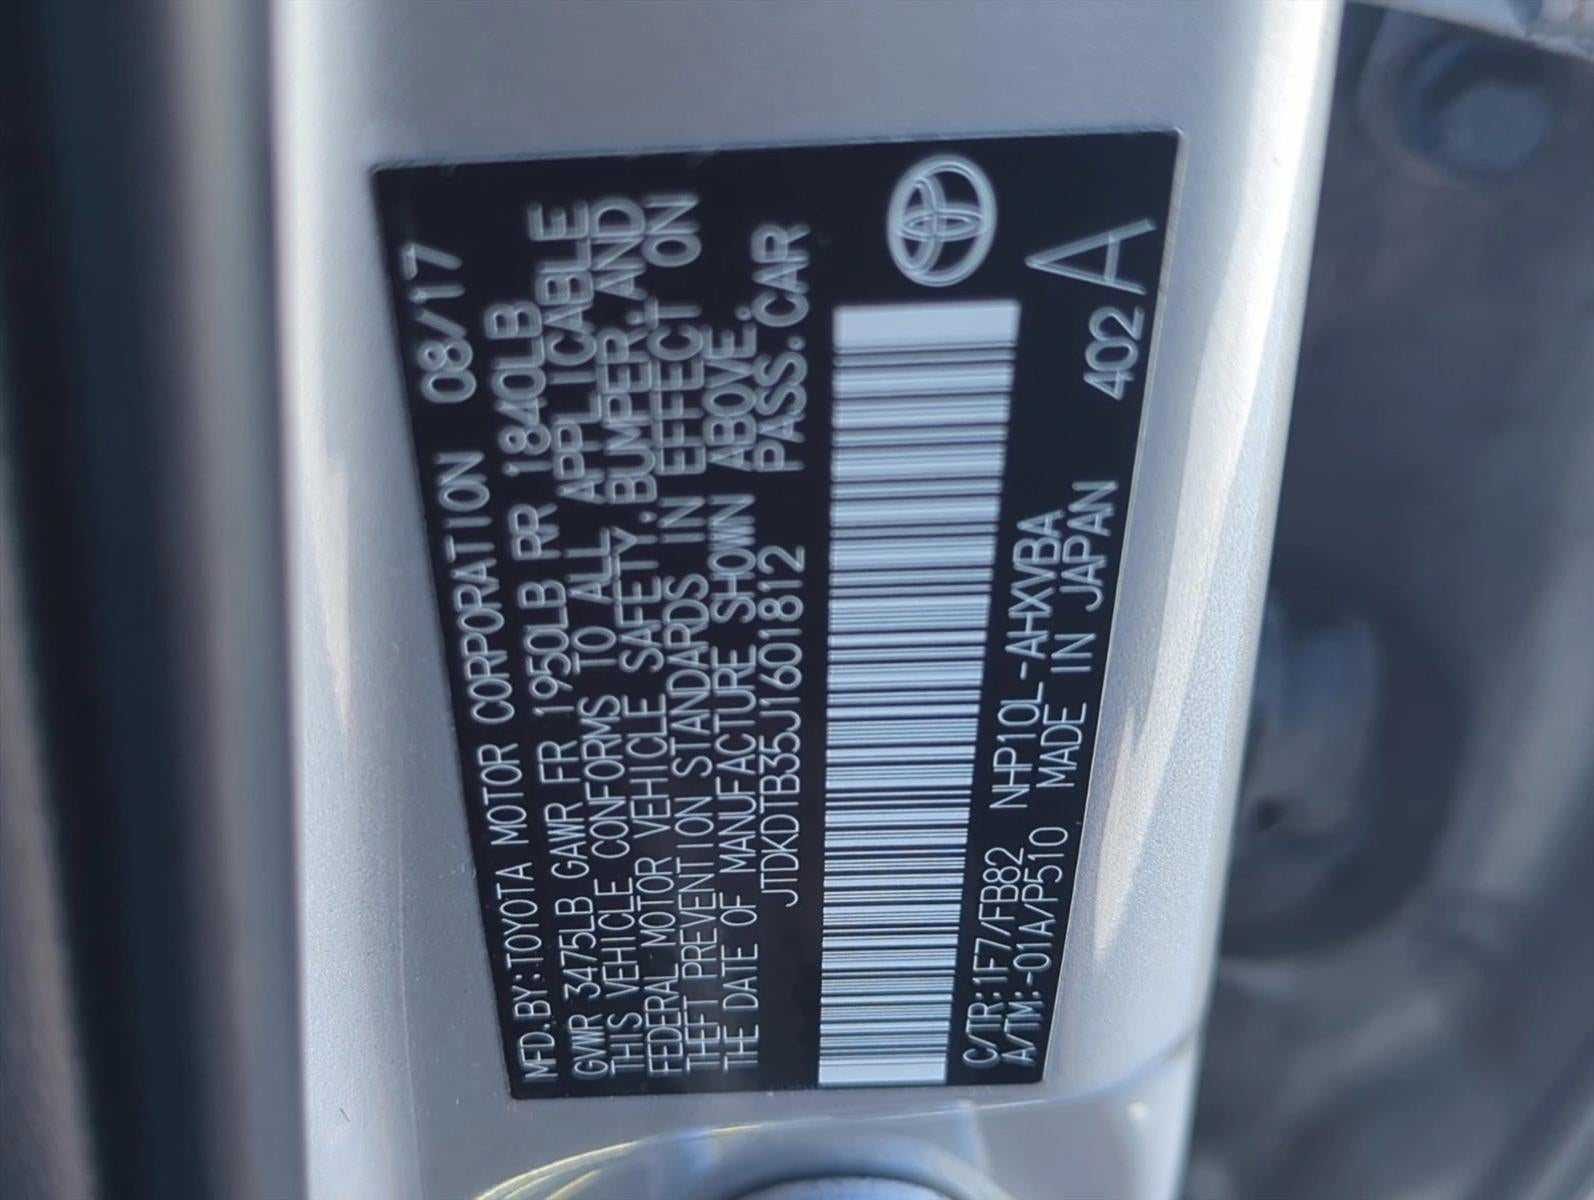 MFD.BY:TOYOTA MOTOR CORPORATION 08/17
GVWR 3475LB GAWR FR 1950LB RR 1840LB
THIS VEHICLE CONFORMS TO ALL APPLICABLE
FEDERAL MOTOR VEHICLE SAFETY,BUMPER,AND
THEFT PREVENTION STANDARDS IN EFFECT ON
THE DATE OF MANUFACTURE SHOWN ABOVE.
JTDKDTB35J1601812 PASS.CAR
C/TR:1F7/FB82 NHP10L-AHXVBA 402
A/TM:-01A/P510 MADE IN JAPAN A